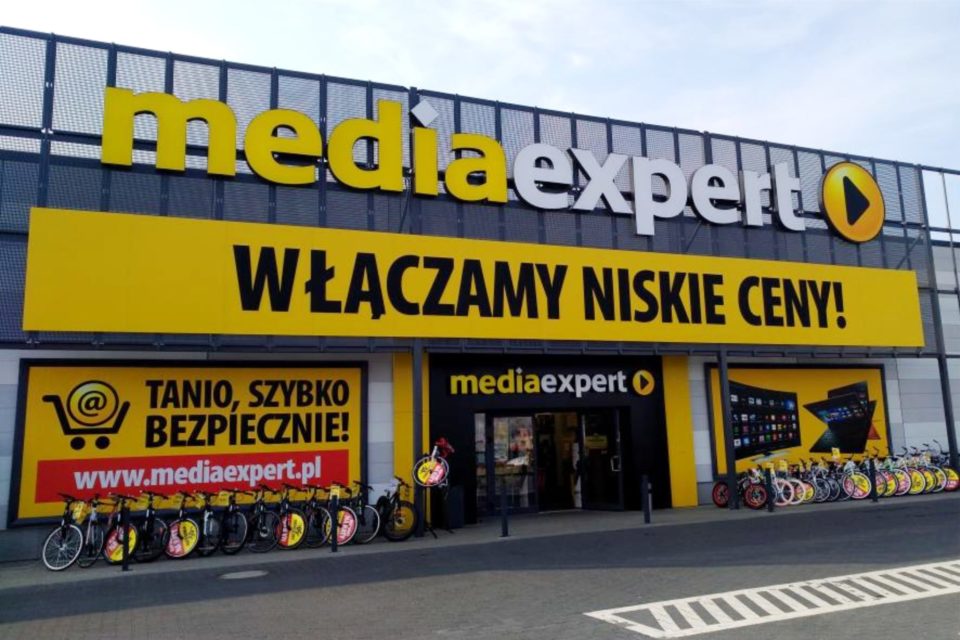 mediaexpert
WŁĄCZAMY NISKIE CENY!
mediaexpert
TANIO, SZYBKO
BEZPIECZNIE!
www.mediaexpert.pl
@